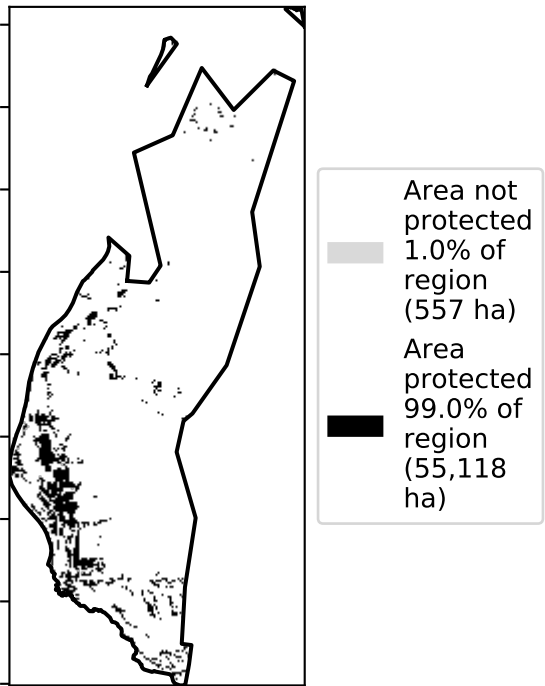 Area not
protected
1.0% of
region
(557 ha)
Area
protected
99.0% of
region
(55,118
ha)